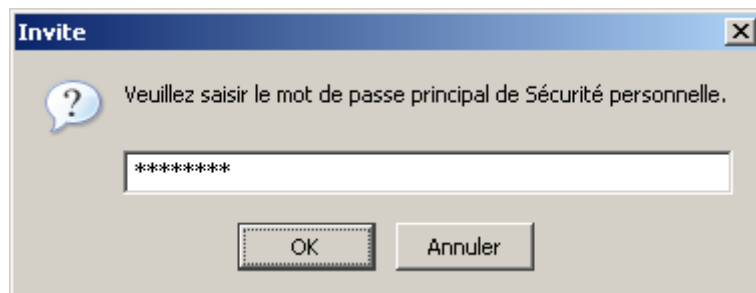 Invite
Veuillez saisir le mot de passe principal de Sécurité personnelle.
********
OK
Annuler